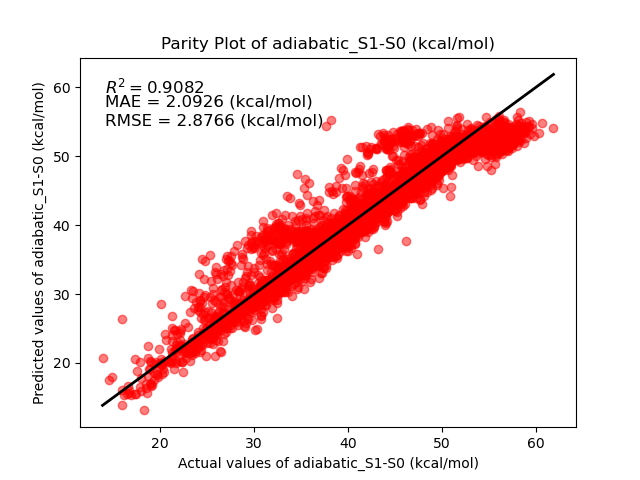 Parity Plot of adiabatic_S1-S0 (kcal/mol)
R² = 0.9082
MAE = 2.0926 (kcal/mol)
RMSE = 2.8766 (kcal/mol)
Predicted values of adiabatic_S1-S0 (kcal/mol)
60
50
40
30
20
20 30 40 50 60
Actual values of adiabatic_S1-S0 (kcal/mol)